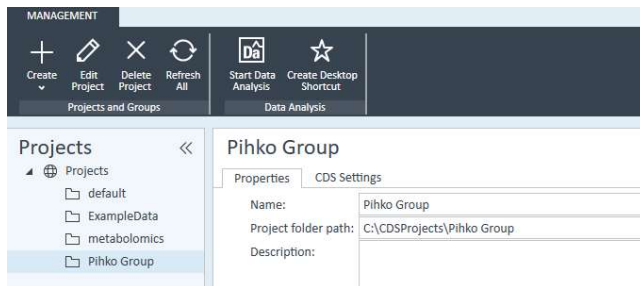 MANAGEMENT
Create
Edit Project
Delete Project
Refresh All
Dā
Start Data Analysis
Create Desktop Shortcut
Projects and Groups
Data Analysis
Projects
Projects
default
ExampleData
metabolomics
Pihko Group
Pihko Group
Properties
CDS Settings
Name:
Pihko Group
Project folder path:
C:\CDSProjects\Pihko Group
Description: